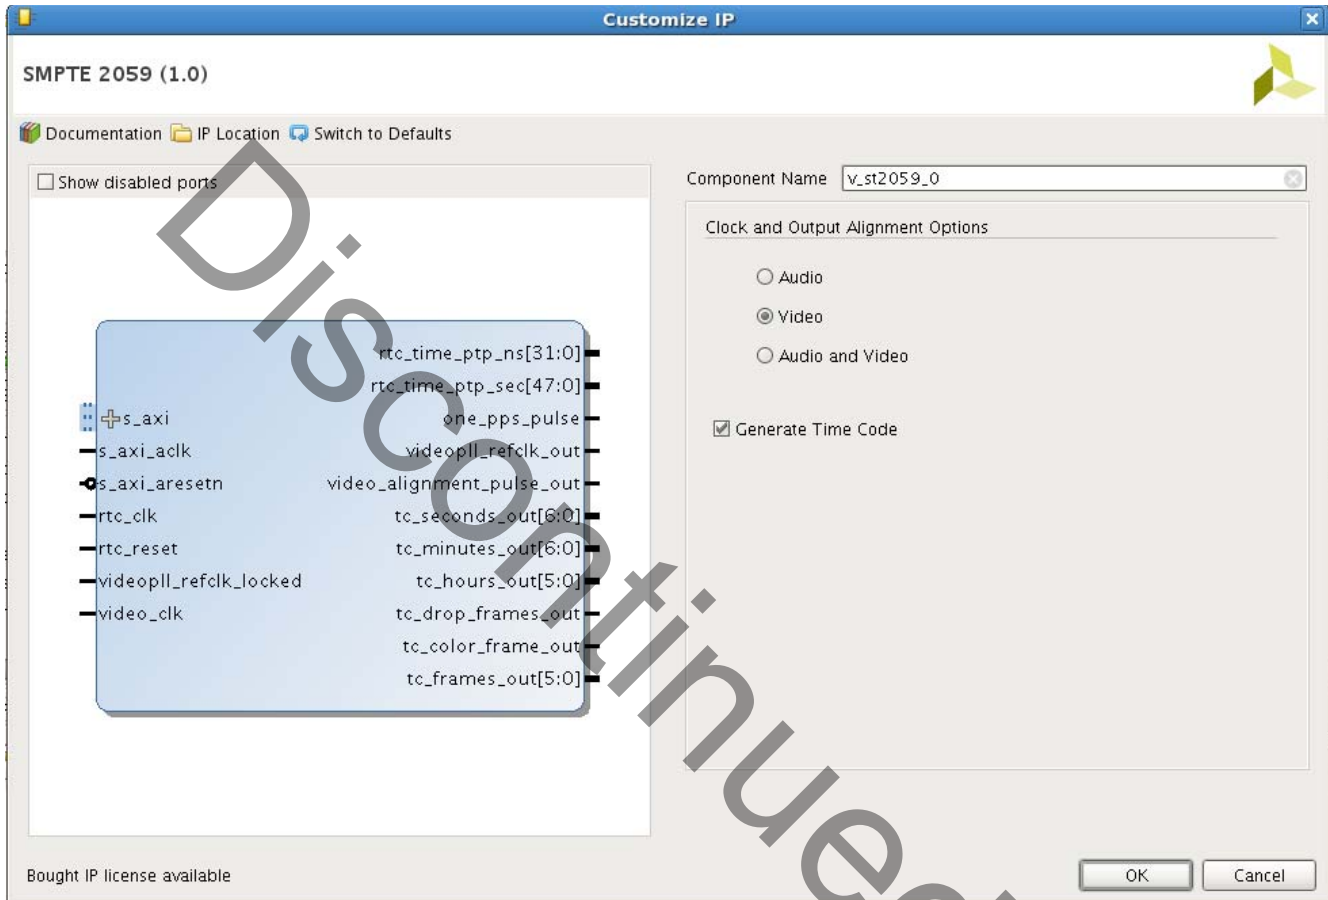 Customize IP
SMPTE 2059 (1.0)
Documentation IP Location Switch to Defaults
Show disabled ports
s_axi
s_axi_aclk
s_axi_aresetn
rtc_clk
rtc_reset
videopll_refclk_locked
video_clk
rtc_time_ptp_ns[31:0]
rtc_time_ptp_sec[47:0]
one_pps_pulse
videopll_refclk_out
video_alignment_pulse_out
tc_seconds_out[6:0]
tc_minutes_out[6:0]
tc_hours_out[5:0]
tc_drop_frames_out
tc_color_frame_out
tc_frames_out[5:0]
Component Name v_st2059_0
Clock and Output Alignment Options
Audio
Video
Audio and Video
Generate Time Code
Bought IP license available
OK Cancel